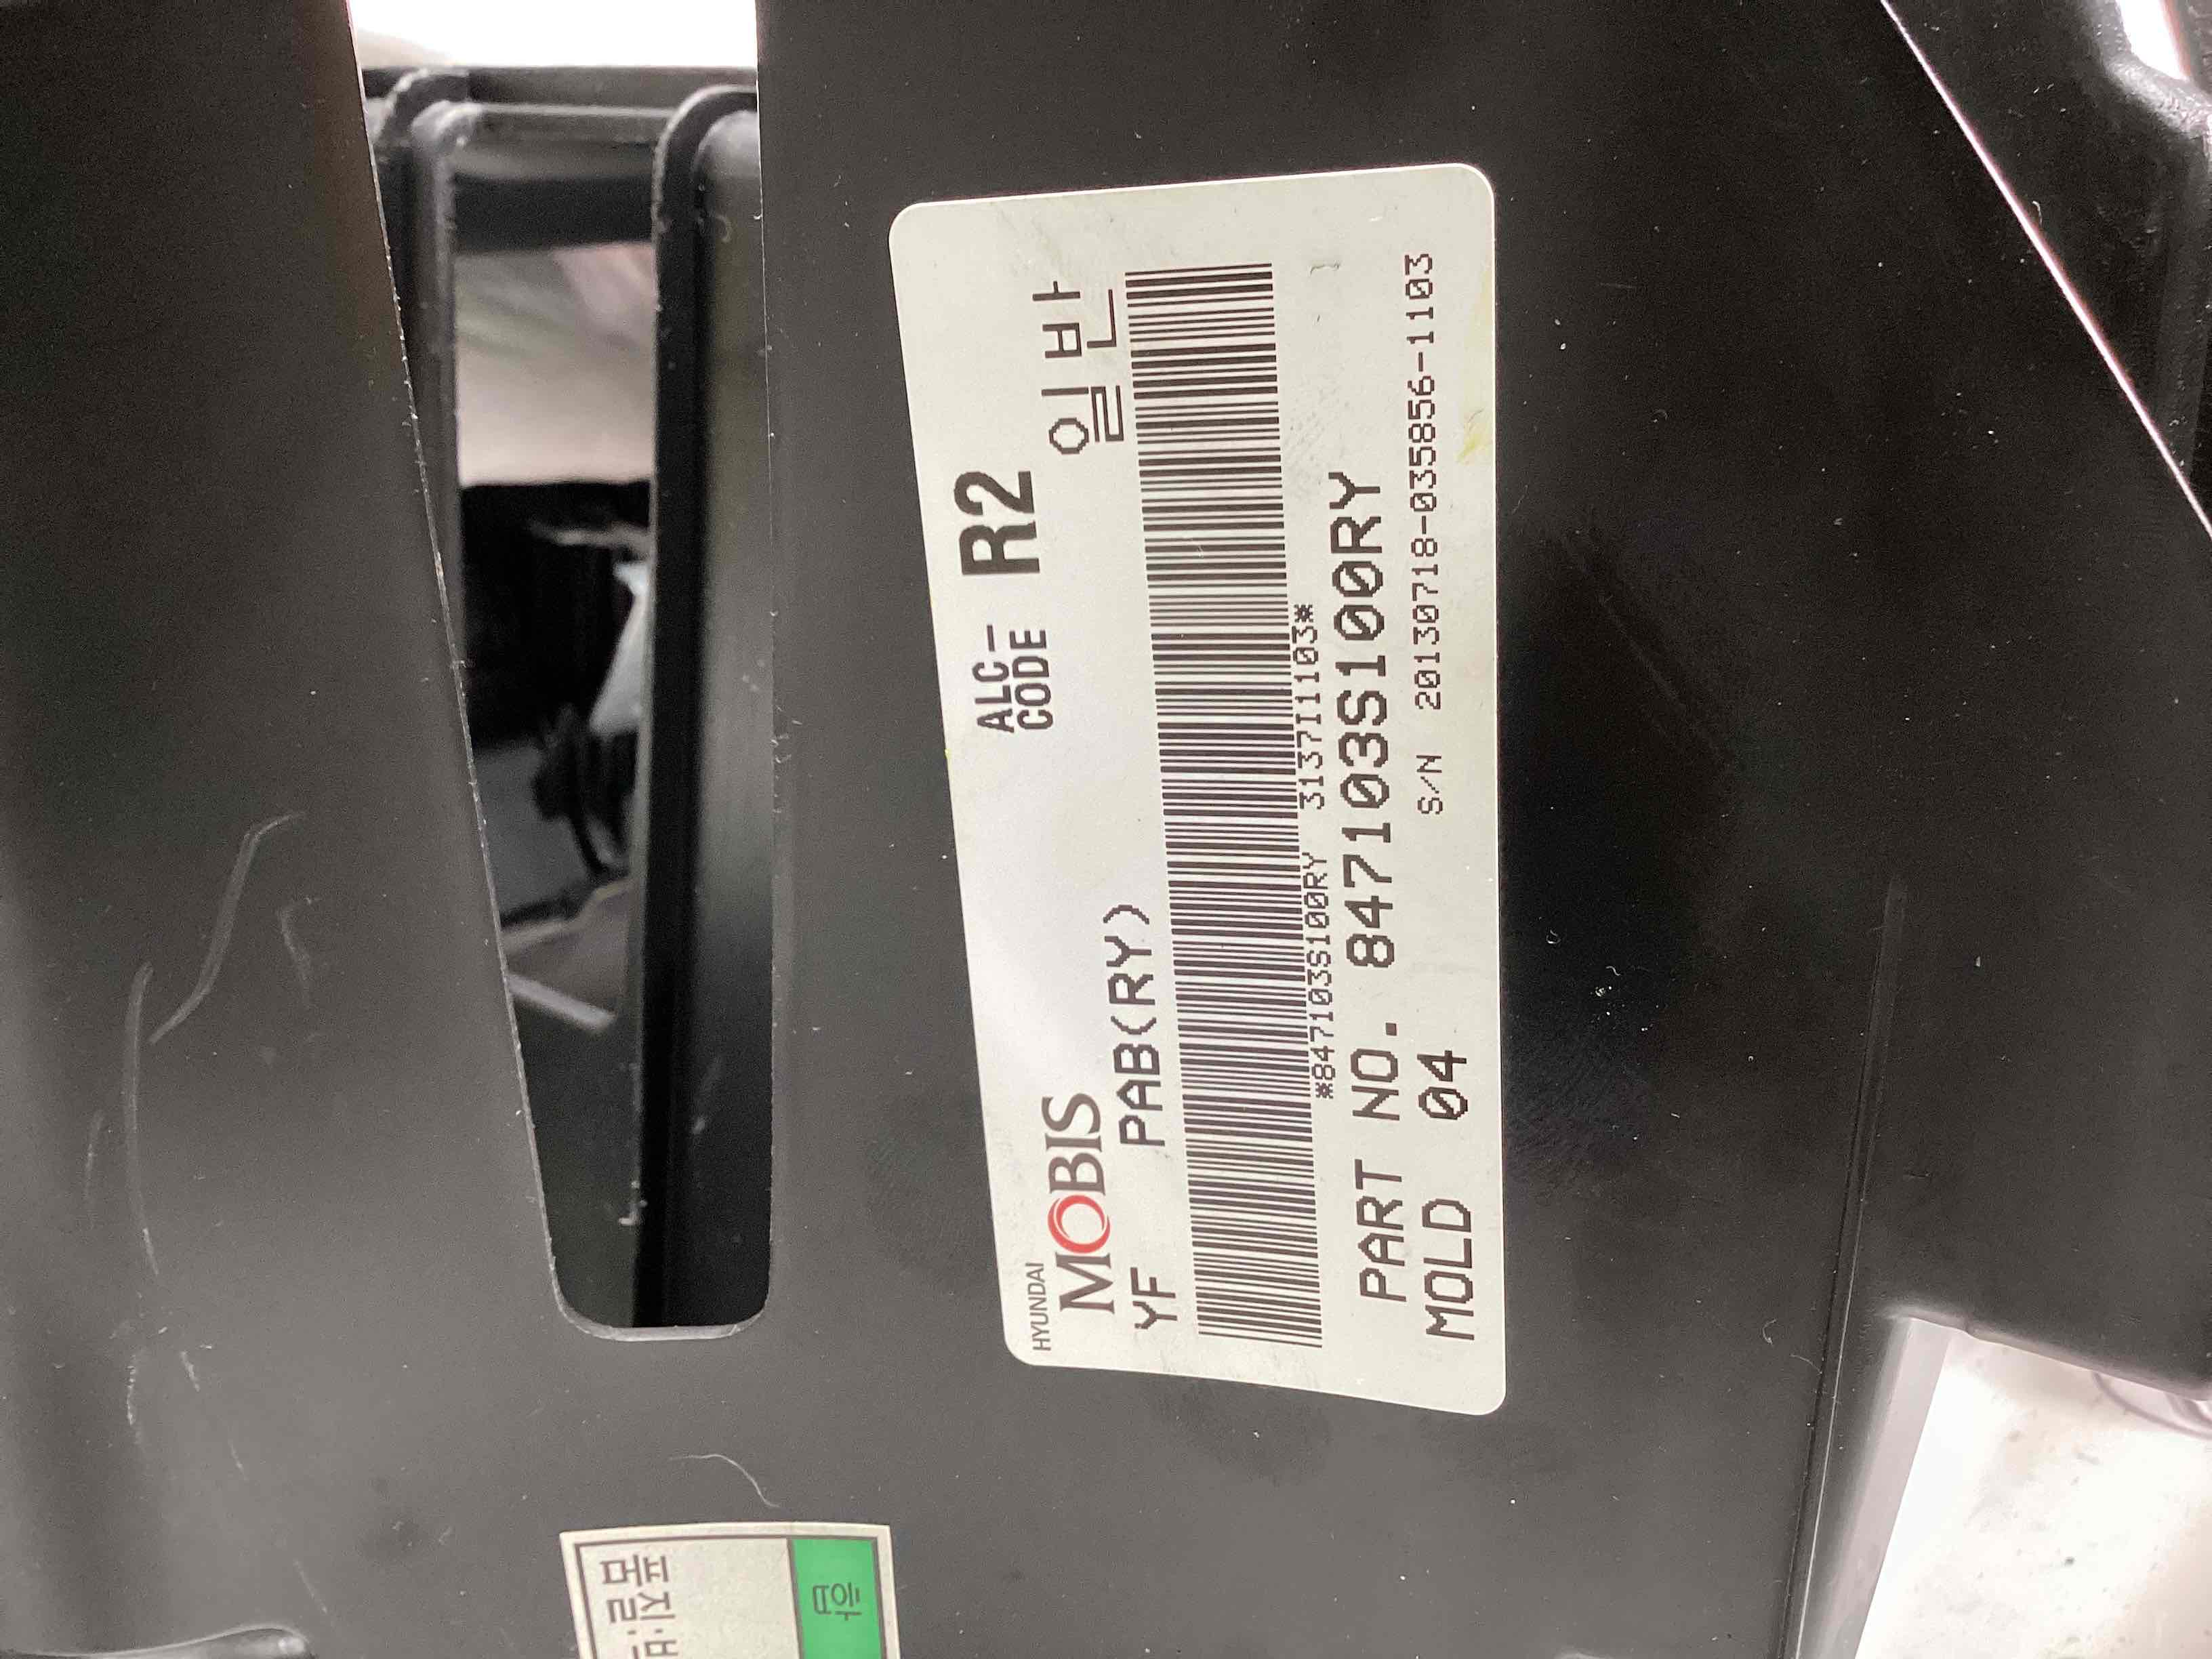 HYUNDAI
MOBIS
ALC-
CODE R2
YF PAB(RY) 일반
*847103S100RY 3137I1103*
PART NO. 847103S100RY
MOLD 04 S/N 20130718-035856-1103